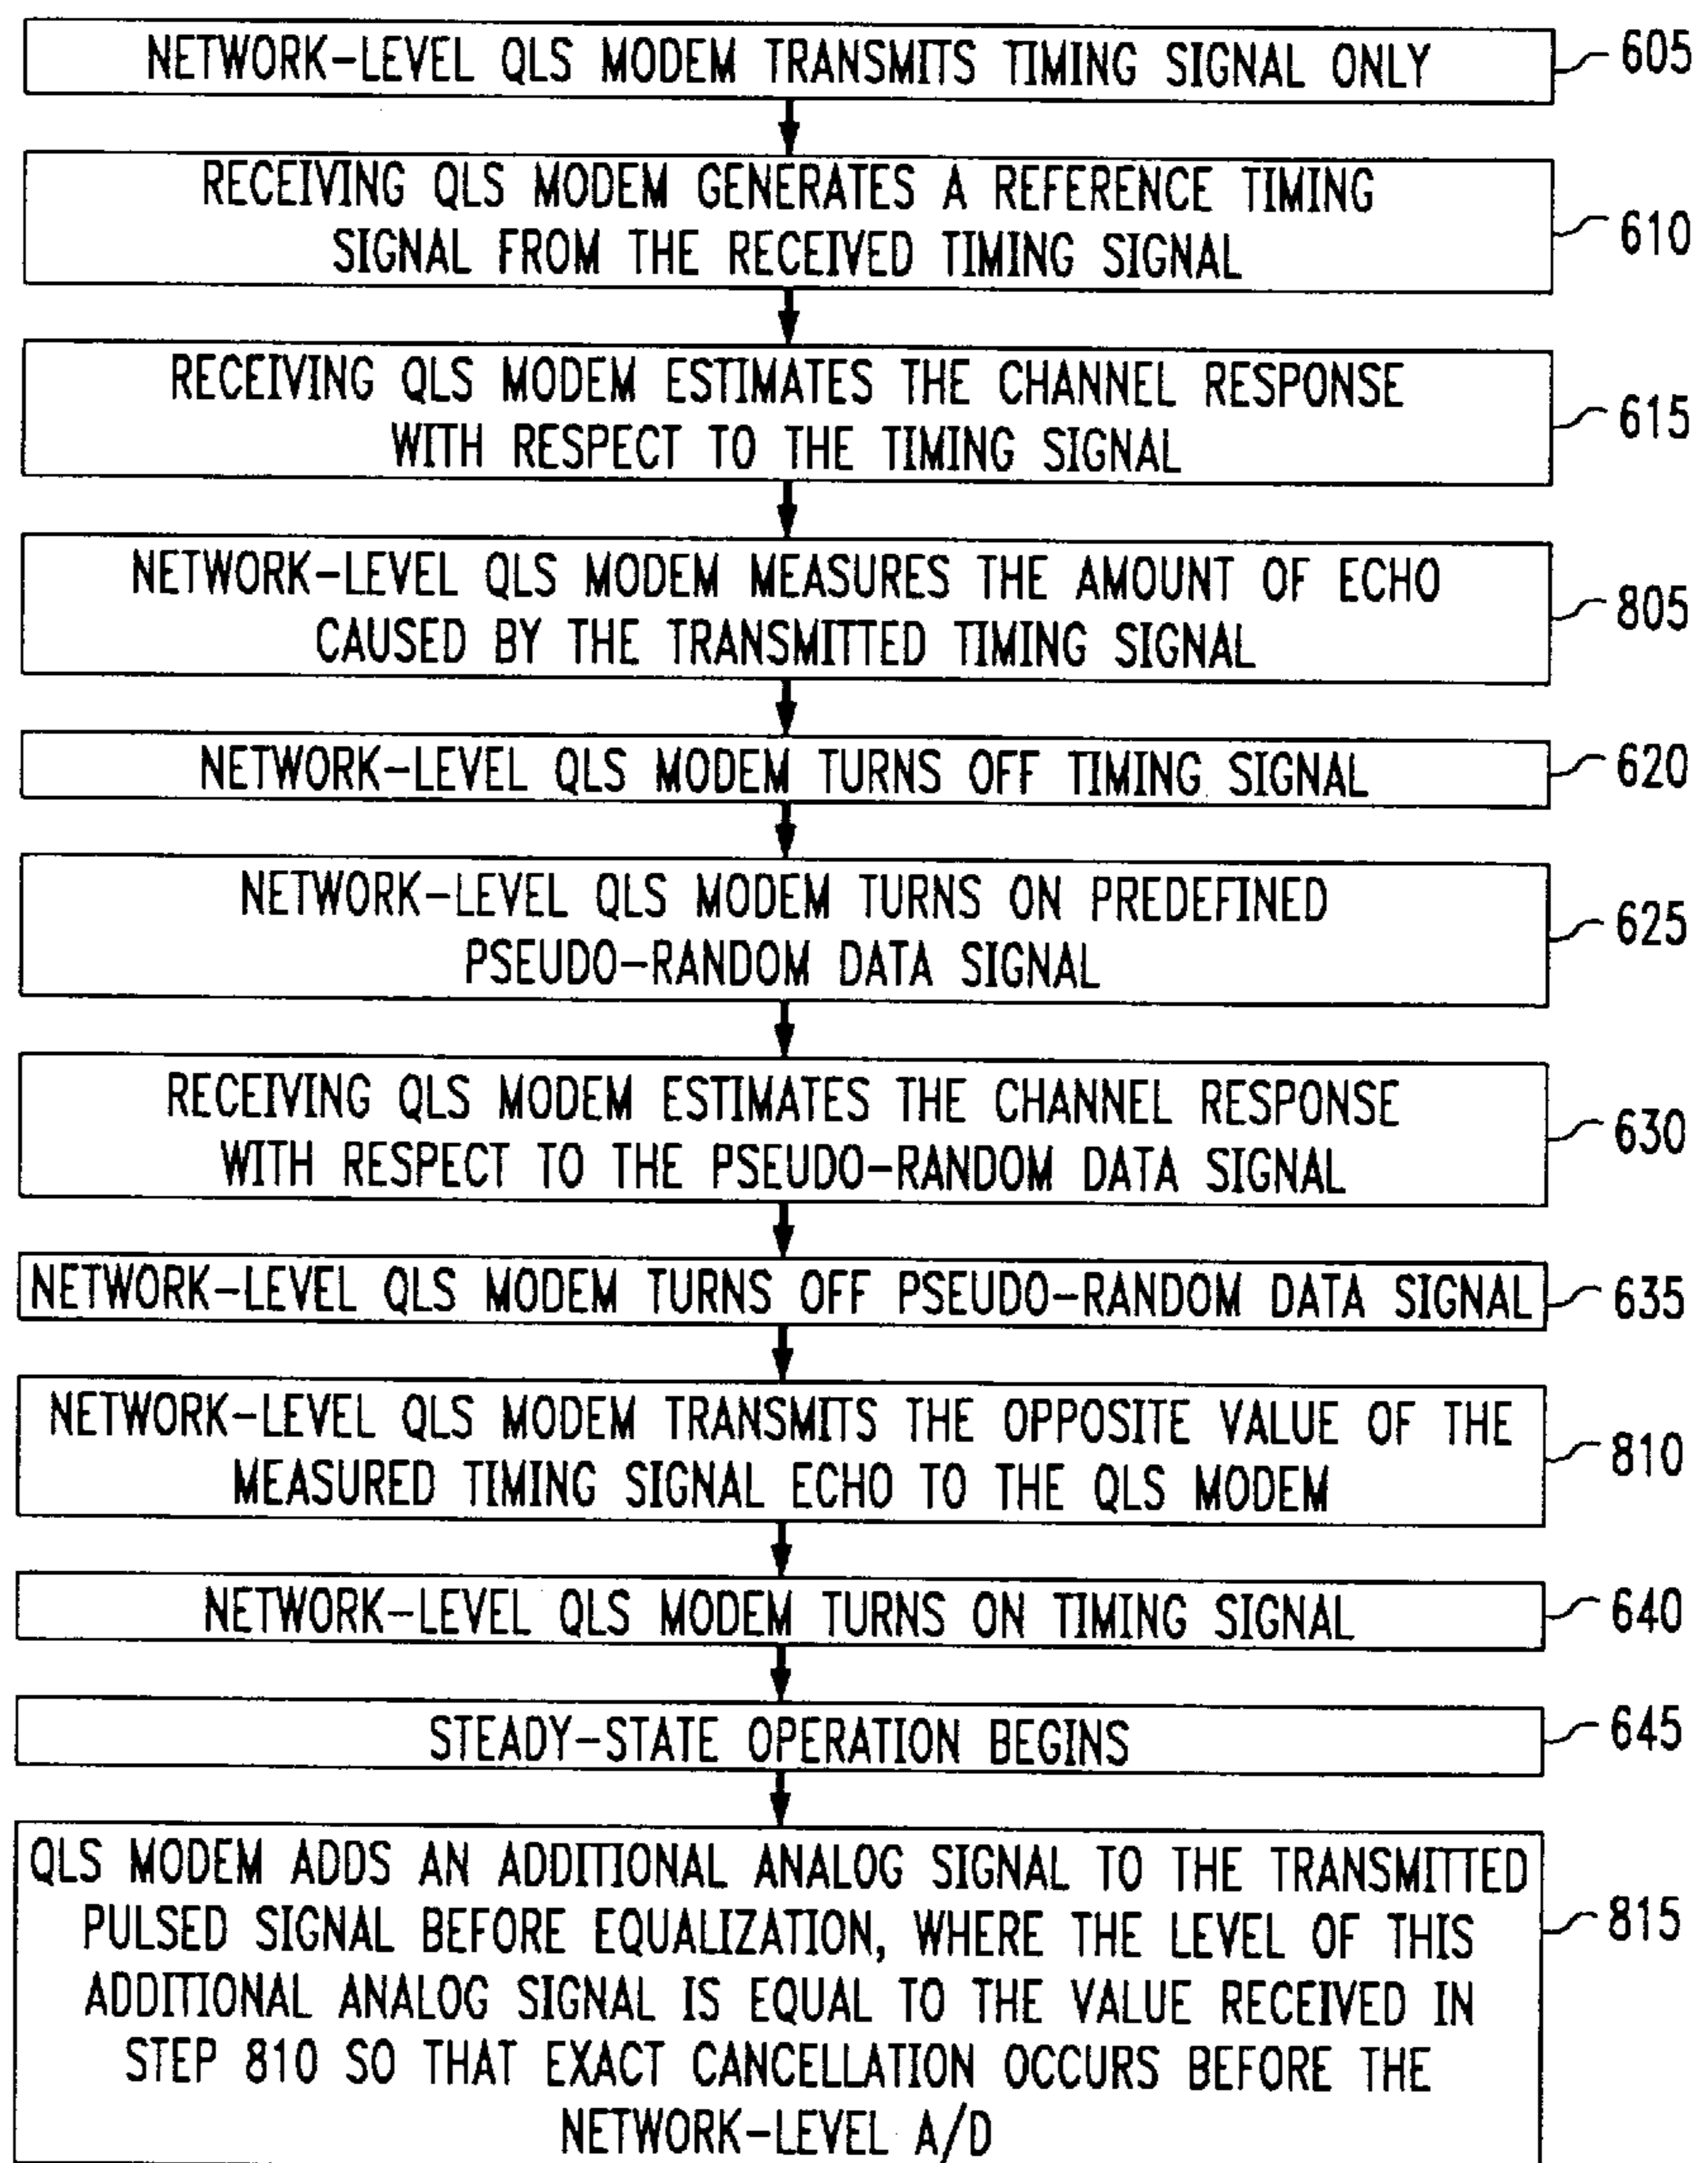 NETWORK-LEVEL QLS MODEM TRANSMITS TIMING SIGNAL ONLY
605
RECEIVING QLS MODEM GENERATES A REFERENCE TIMING
SIGNAL FROM THE RECEIVED TIMING SIGNAL
610
RECEIVING QLS MODEM ESTIMATES THE CHANNEL RESPONSE
WITH RESPECT TO THE TIMING SIGNAL
615
NETWORK-LEVEL QLS MODEM MEASURES THE AMOUNT OF ECHO
CAUSED BY THE TRANSMITTED TIMING SIGNAL
805
NETWORK-LEVEL QLS MODEM TURNS OFF TIMING SIGNAL
620
NETWORK-LEVEL QLS MODEM TURNS ON PREDEFINED
PSEUDO-RANDOM DATA SIGNAL
625
RECEIVING QLS MODEM ESTIMATES THE CHANNEL RESPONSE
WITH RESPECT TO THE PSEUDO-RANDOM DATA SIGNAL
630
NETWORK-LEVEL QLS MODEM TURNS OFF PSEUDO-RANDOM DATA SIGNAL
635
NETWORK-LEVEL QLS MODEM TRANSMITS THE OPPOSITE VALUE OF THE
MEASURED TIMING SIGNAL ECHO TO THE QLS MODEM
810
NETWORK-LEVEL QLS MODEM TURNS ON TIMING SIGNAL
640
STEADY-STATE OPERATION BEGINS
645
QLS MODEM ADDS AN ADDITIONAL ANALOG SIGNAL TO THE TRANSMITTED
PULSED SIGNAL BEFORE EQUALIZATION, WHERE THE LEVEL OF THIS
ADDITIONAL ANALOG SIGNAL IS EQUAL TO THE VALUE RECEIVED IN
STEP 810 SO THAT EXACT CANCELLATION OCCURS BEFORE THE
NETWORK-LEVEL A/D
815